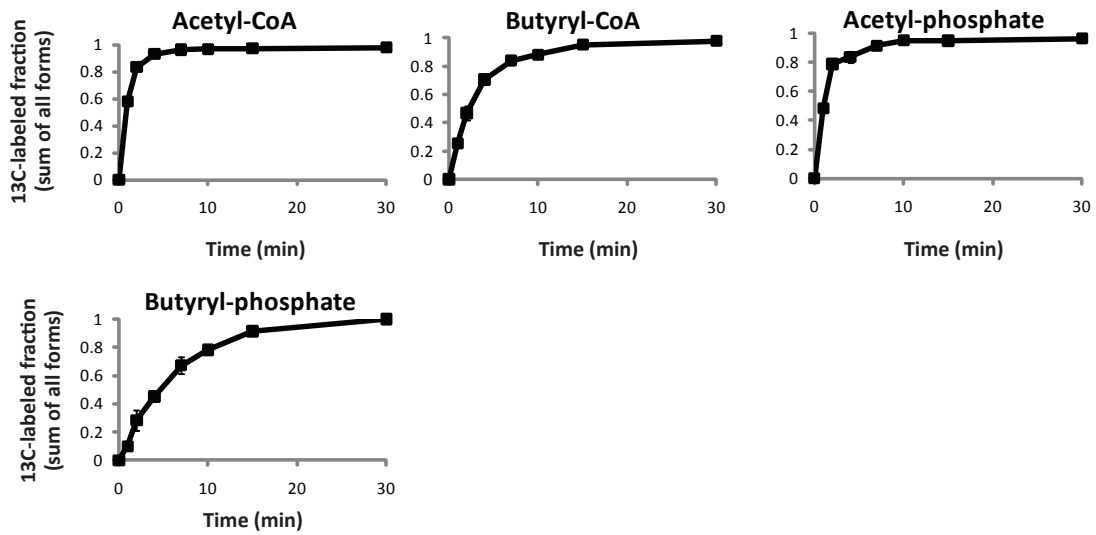 Acetyl-CoA
13C-labeled fraction
(sum of all forms)
1
0.8
0.6
0.4
0.2
0
0 10 20 30
Time (min)
Butyryl-CoA
1
0.8
0.6
0.4
0.2
0
0 10 20 30
Time (min)
Acetyl-phosphate
1
0.8
0.6
0.4
0.2
0
0 10 20 30
Time (min)
Butyryl-phosphate
13C-labeled fraction
(sum of all forms)
1
0.8
0.6
0.4
0.2
0
0 10 20 30
Time (min)